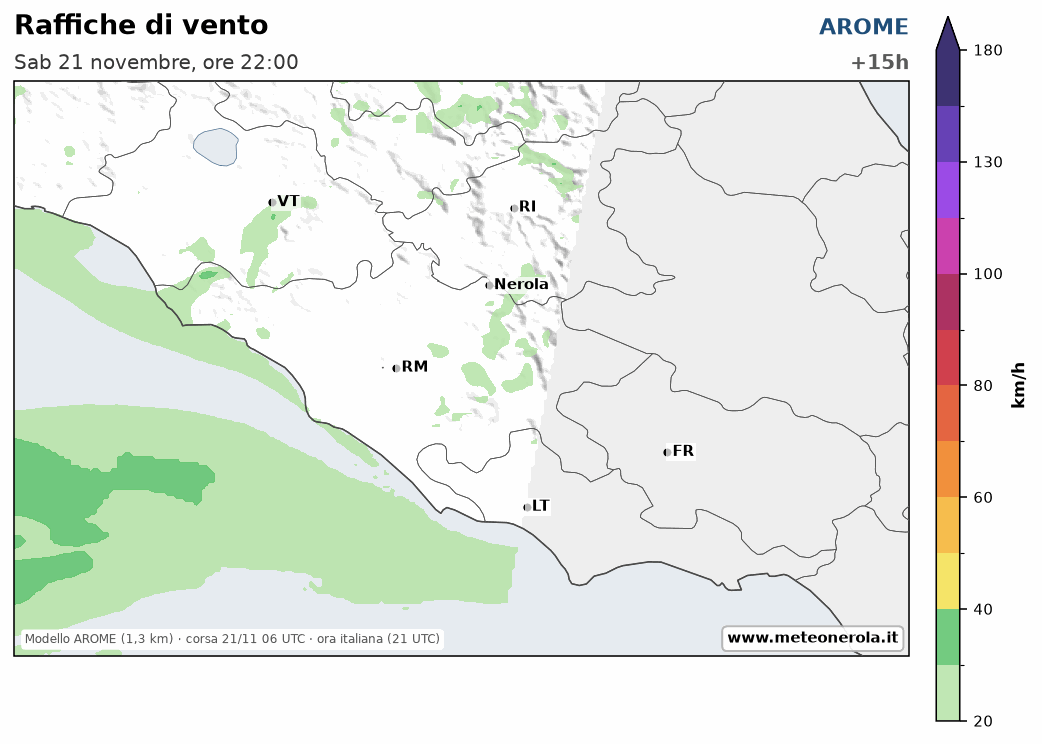 Raffiche di vento
AROME
Sab 21 novembre, ore 22:00
+15h
VT
RI
Nerola
RM
FR
LT
Modello AROME (1,3 km) · corsa 21/11 06 UTC · ora italiana (21 UTC)
www.meteonerola.it
180
130
100
80
60
40
20
km/h